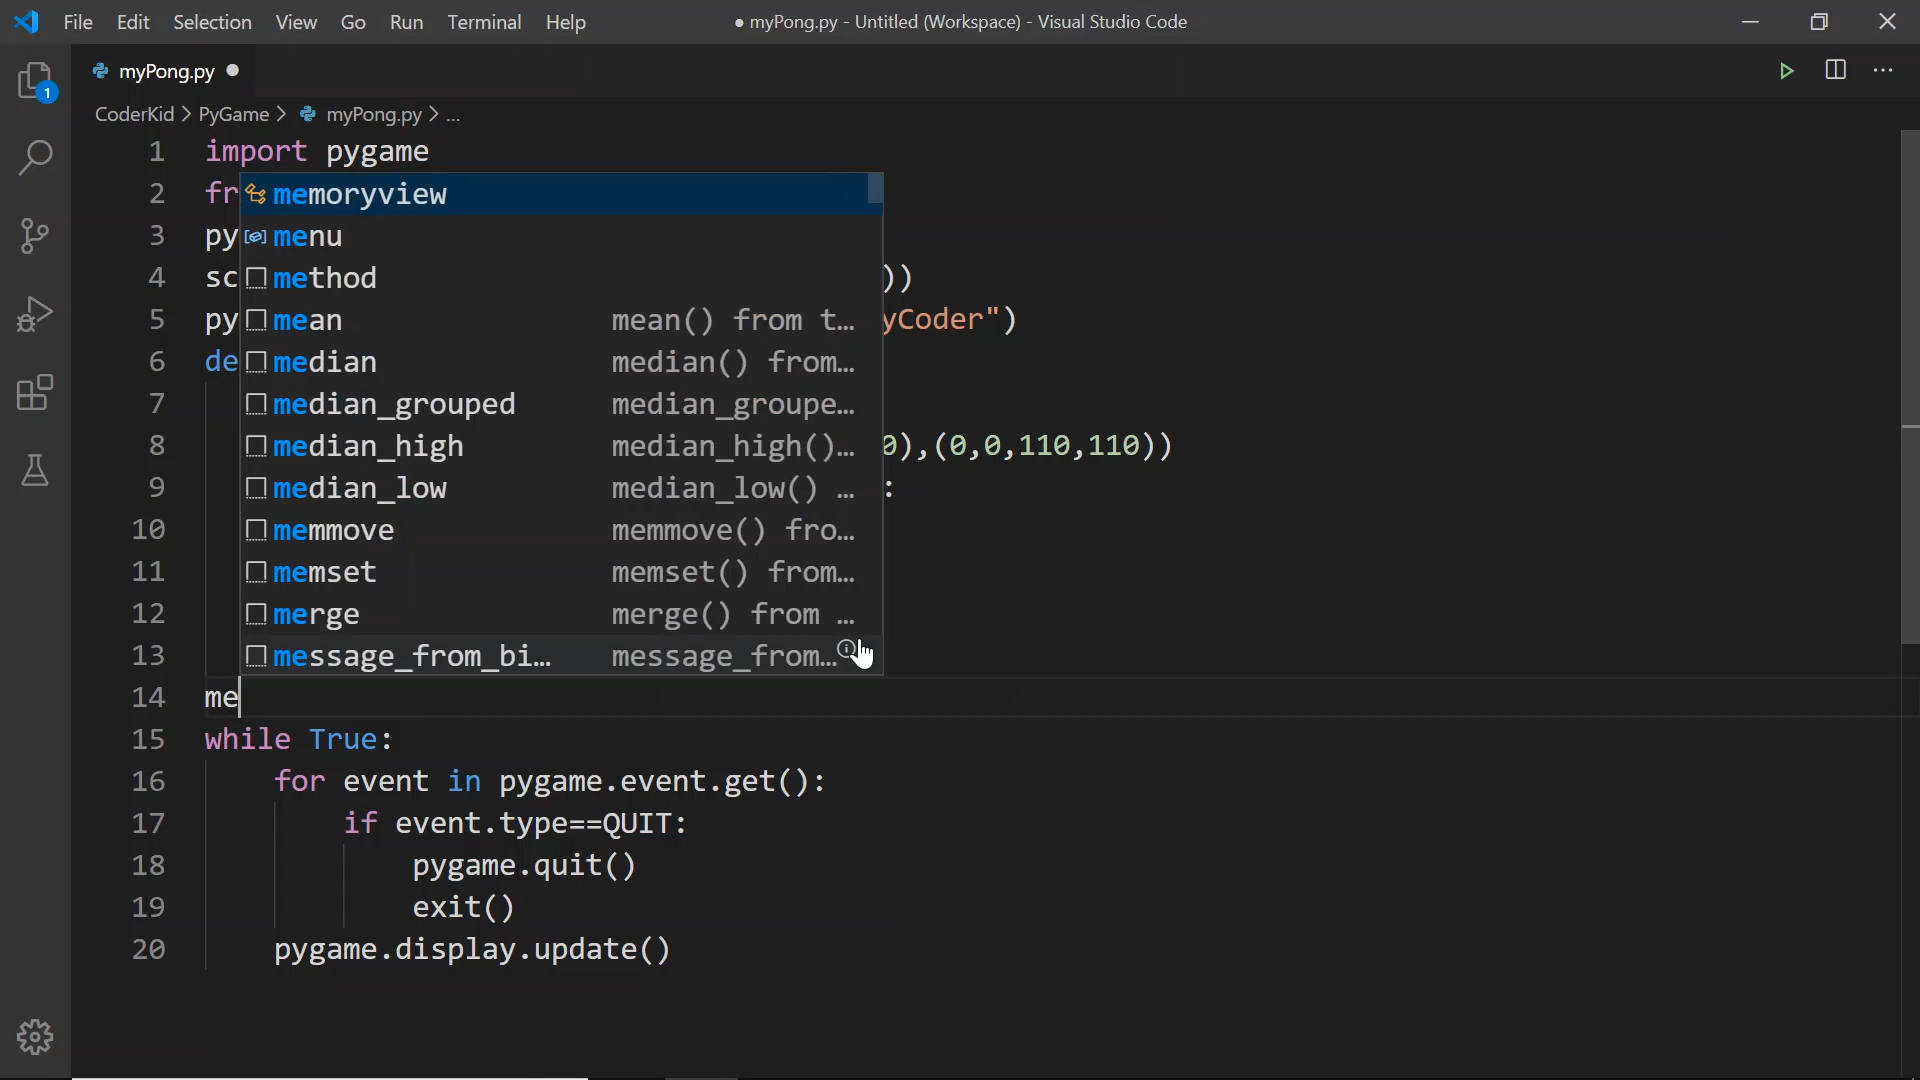 File Edit Selection View Go Run Terminal Help
● myPong.py - Untitled (Workspace) - Visual Studio Code
1
myPong.py ●
CoderKid > PyGame > myPong.py > ...
1 import pygame
2 fr
memoryview
3 py
menu
4 sc
method
))
5 py
mean mean() from t…
yCoder")
6 de
median median() from…
7
median_grouped median_groupe…
8
median_high median_high()…
0),(0,0,110,110))
9
median_low median_low() …
:
10
memmove memmove() fro…
11
memset memset() from…
12
merge merge() from …
13
message_from_bi… message_from…
14 me
15 while True:
16 for event in pygame.event.get():
17 if event.type==QUIT:
18 pygame.quit()
19 exit()
20 pygame.display.update()